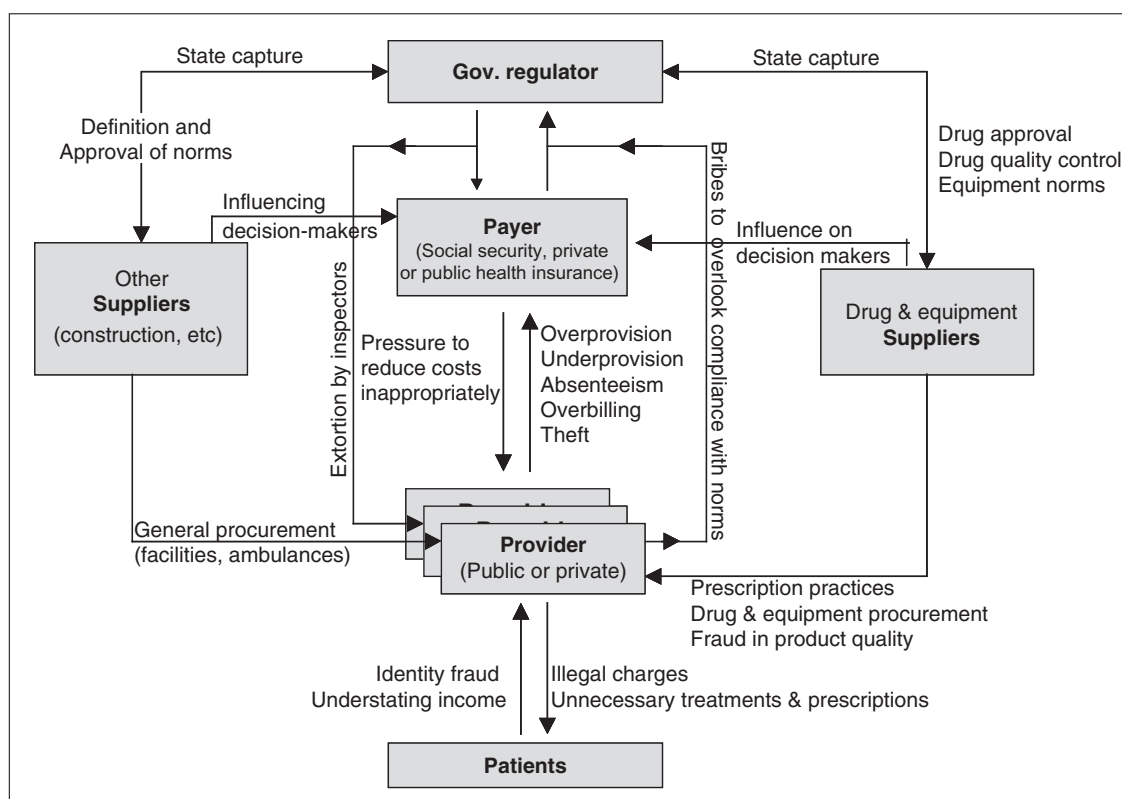 State capture
Gov. regulator
State capture
Definition and
Approval of norms
Drug approval
Drug quality control
Equipment norms
Influencing
decision-makers
Payer
(Social security, private
or public health insurance)
Influence on
decision makers
Other
Suppliers
(construction, etc)
Drug & equipment
Suppliers
Extortion by inspectors
Pressure to
reduce costs
inappropriately
Overprovision
Underprovision
Absenteeism
Overbilling
Theft
Bribes to overlook compliance with norms
General procurement
(facilities, ambulances)
Provider
(Public or private)
Prescription practices
Drug & equipment procurement
Fraud in product quality
Identity fraud
Understating income
Illegal charges
Unnecessary treatments & prescriptions
Patients